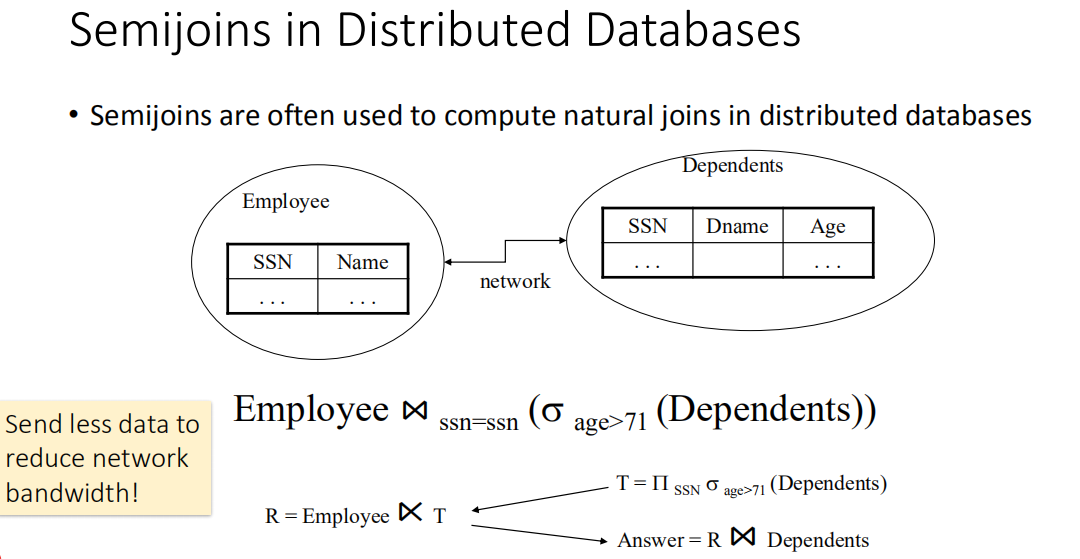 Semijoins in Distributed Databases
• Semijoins are often used to compute natural joins in distributed databases
Employee
SSN Name
. . . . . .
network
Dependents
SSN Dname Age
. . . . . .
Send less data to
reduce network
bandwidth!
Employee ⋈ ssn=ssn (σ age>71 (Dependents))
T = Π SSN σ age>71 (Dependents)
R = Employee ⋉ T
Answer = R ⋈ Dependents